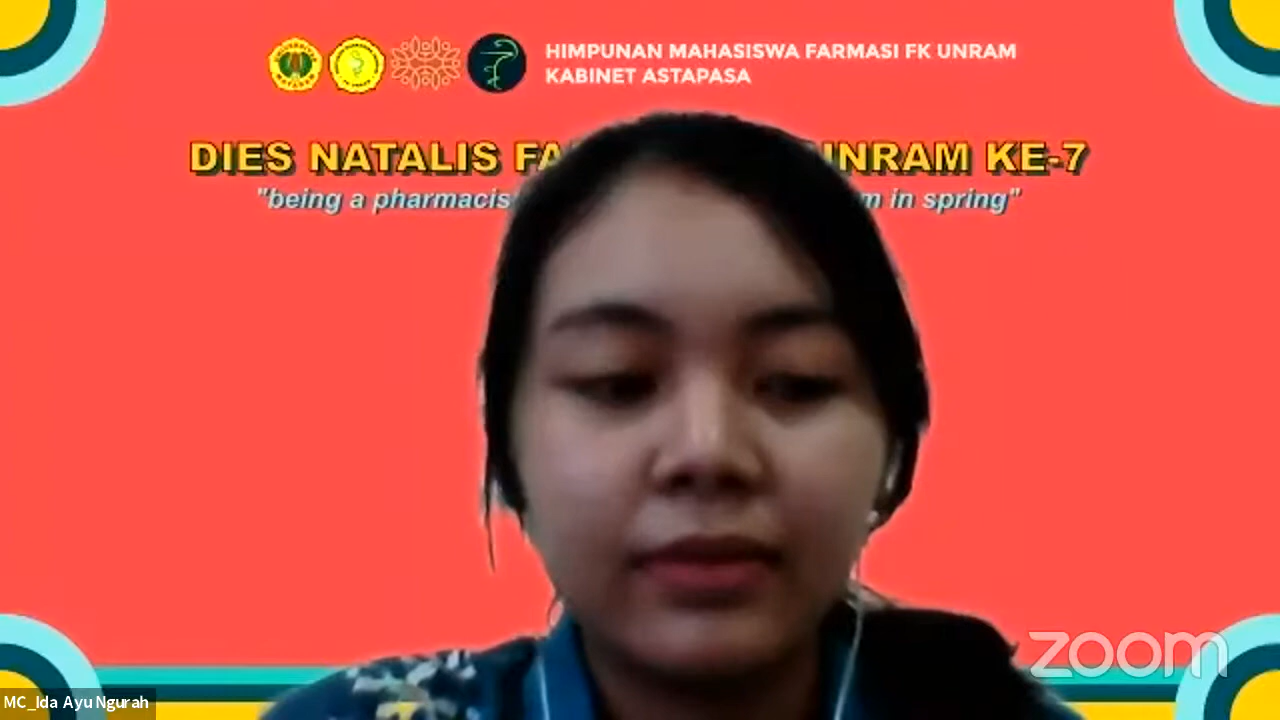 HIMPUNAN MAHASISWA FARMASI FK UNRAM
KABINET ASTAPASA
DIES NATALIS FA UNRAM KE-7
"being a pharmacis m in spring"
zoom
MC_Ida Ayu Ngurah